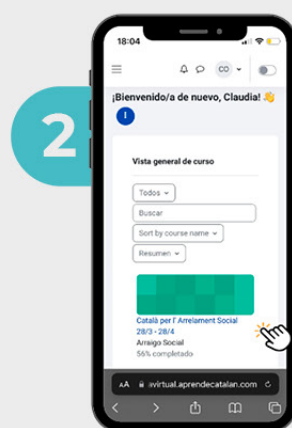 2
18:04
CO
¡Bienvenido/a de nuevo, Claudia! 👋
I
Vista general de curso
Todos
Buscar
Sort by course name
Resumen
Català per l'Arrelament Social
28/3 - 28/4
Arraigo Social
56% completado
AA avirtual.aprendecatalan.com